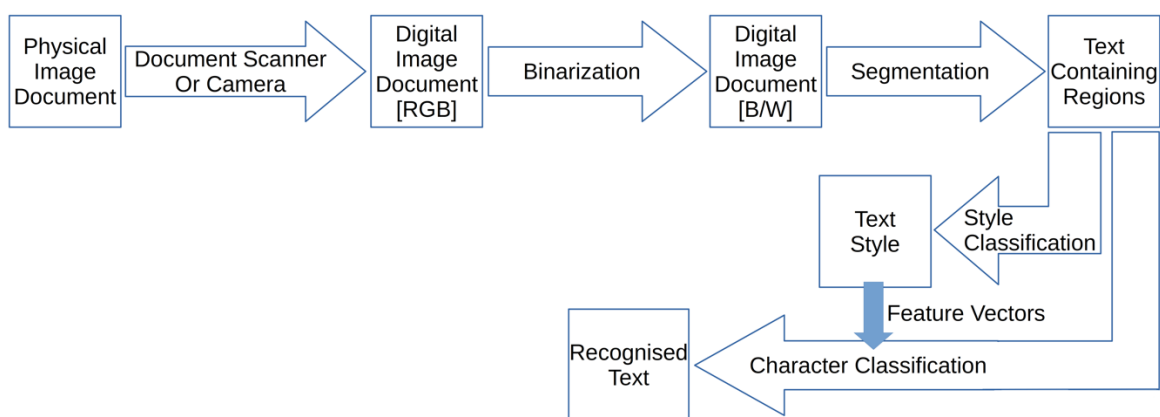 Physical
Image
Document
Document Scanner
Or Camera
Digital
Image
Document
[RGB]
Binarization
Digital
Image
Document
[B/W]
Segmentation
Text
Containing
Regions
Text
Style
Style
Classification
Feature Vectors
Recognised
Text
Character Classification